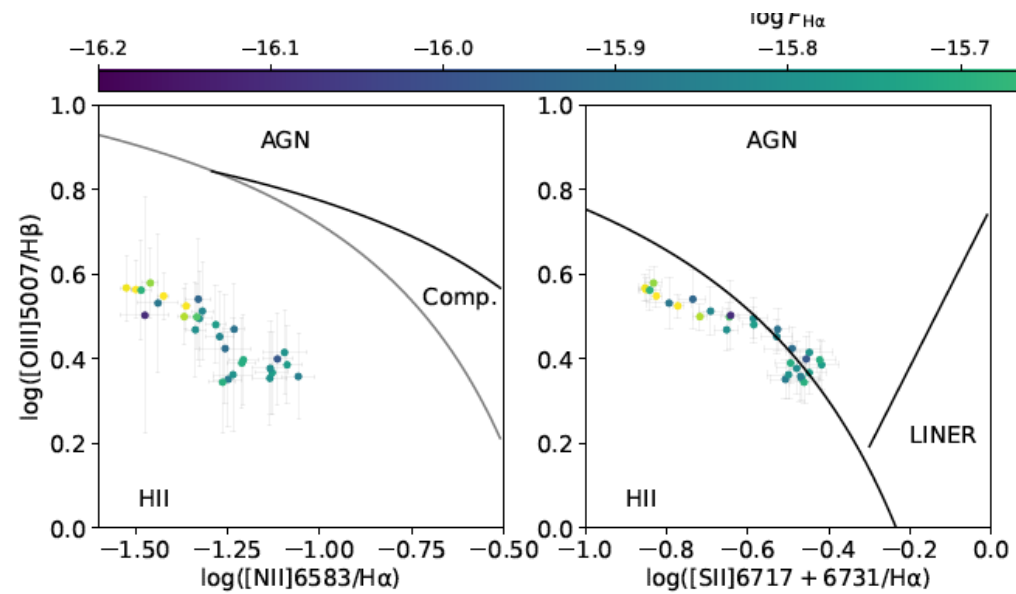 log F_Hα
−16.2 −16.1 −16.0 −15.9 −15.8 −15.7
1.0 0.8 0.6 0.4 0.2 0.0
log([OIII]5007/Hβ)
AGN
Comp.
HII
−1.50 −1.25 −1.00 −0.75 −0.50
log([NII]6583/Hα)
1.0 0.8 0.6 0.4 0.2 0.0
AGN
LINER
HII
−1.0 −0.8 −0.6 −0.4 −0.2 0.0
log([SII]6717 + 6731/Hα)